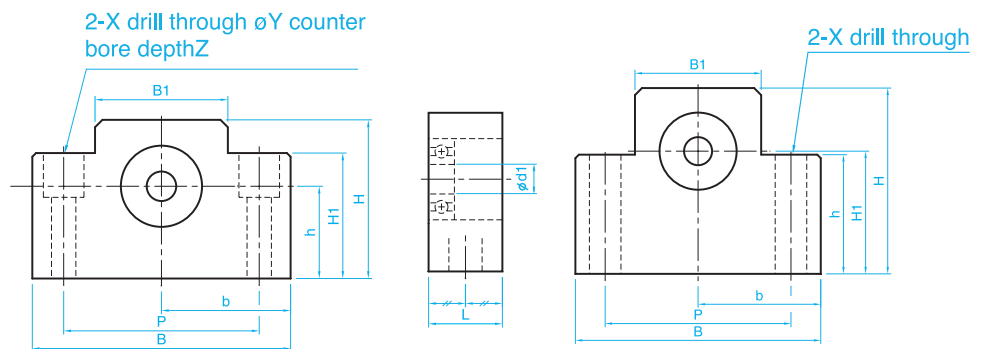 2-X drill through øY counter
bore depthZ
B1
h
H1
H
b
P
B
ød1
L
2-X drill through
B1
h
H1
H
b
P
B